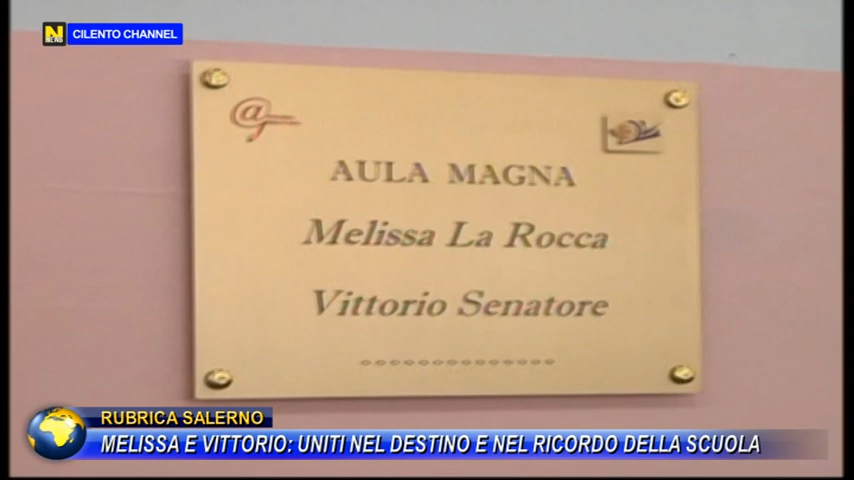 CILENTO CHANNEL
AULA MAGNA
Melissa La Rocca
Vittorio Senatore
RUBRICA SALERNO
MELISSA E VITTORIO: UNITI NEL DESTINO E NEL RICORDO DELLA SCUOLA